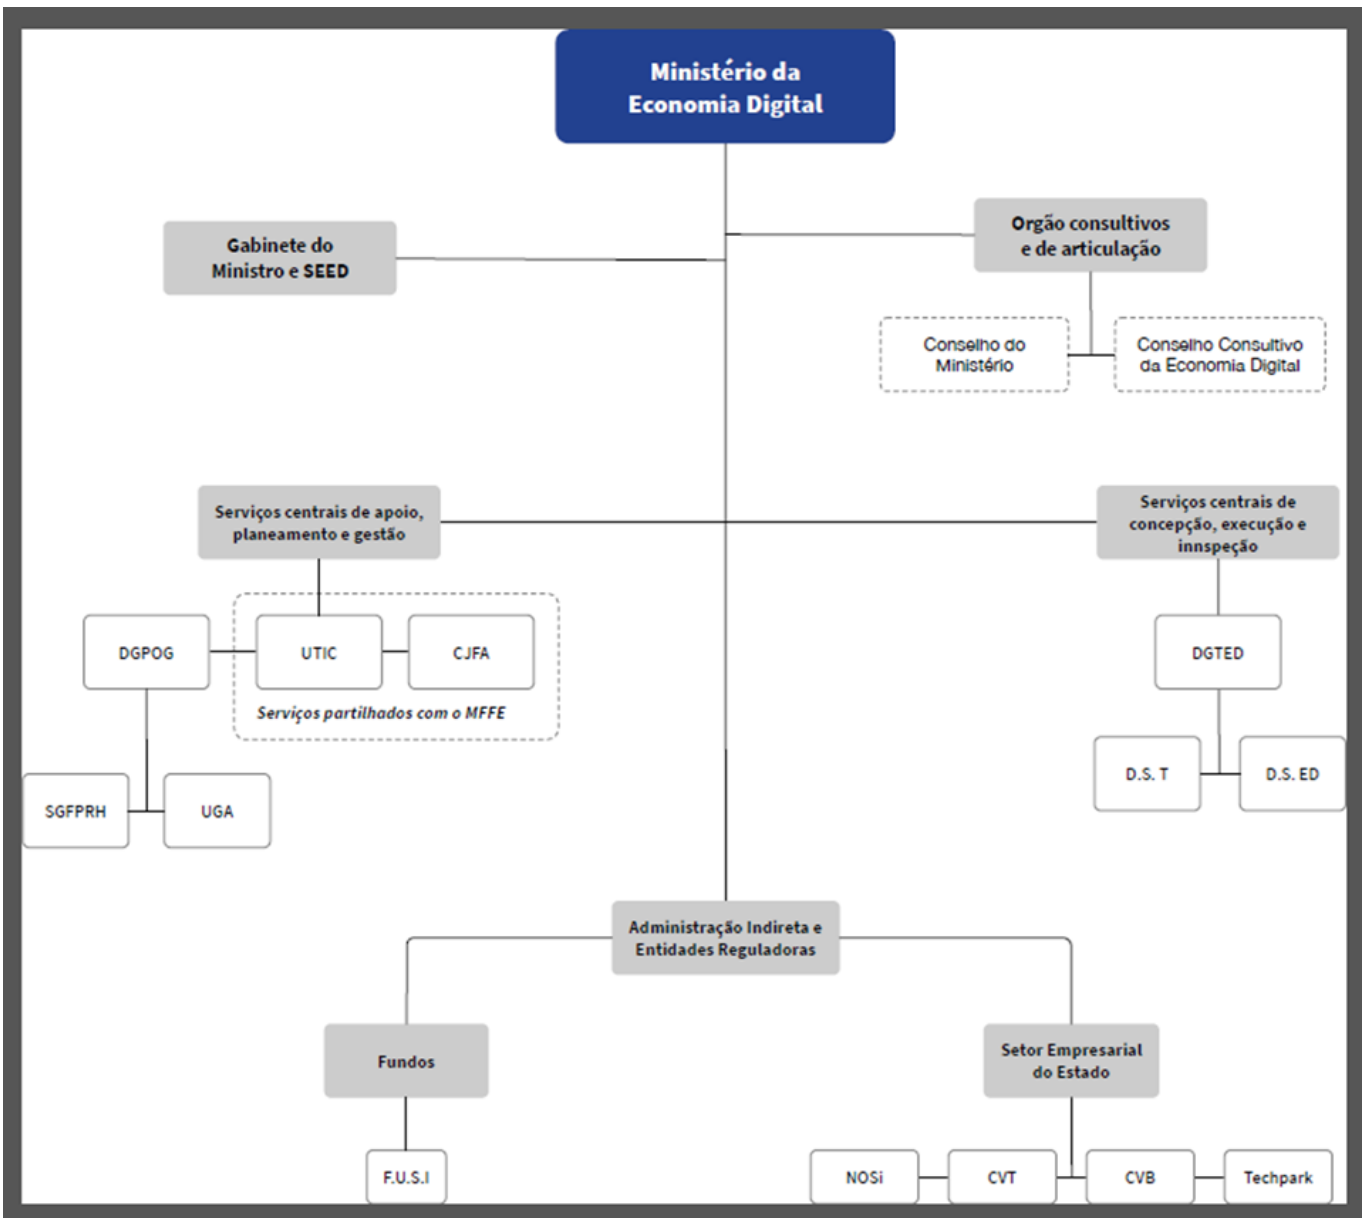 Ministério da
Economia Digital
Orgão consultivos
e de articulação
Gabinete do
Ministro e SEED
Conselho do
Ministério
Conselho Consultivo
da Economia Digital
Serviços centrais de apoio,
planeamento e gestão
Serviços centrais de
concepção, execução e
innspeção
DGPOG
UTIC
CJFA
DGTED
Serviços partilhados com o MFFE
D.S. T
D.S. ED
SGFPRH
UGA
Administração Indireta e
Entidades Reguladoras
Fundos
Setor Empresarial
do Estado
F.U.S.I
NOSi
CVT
CVB
Techpark